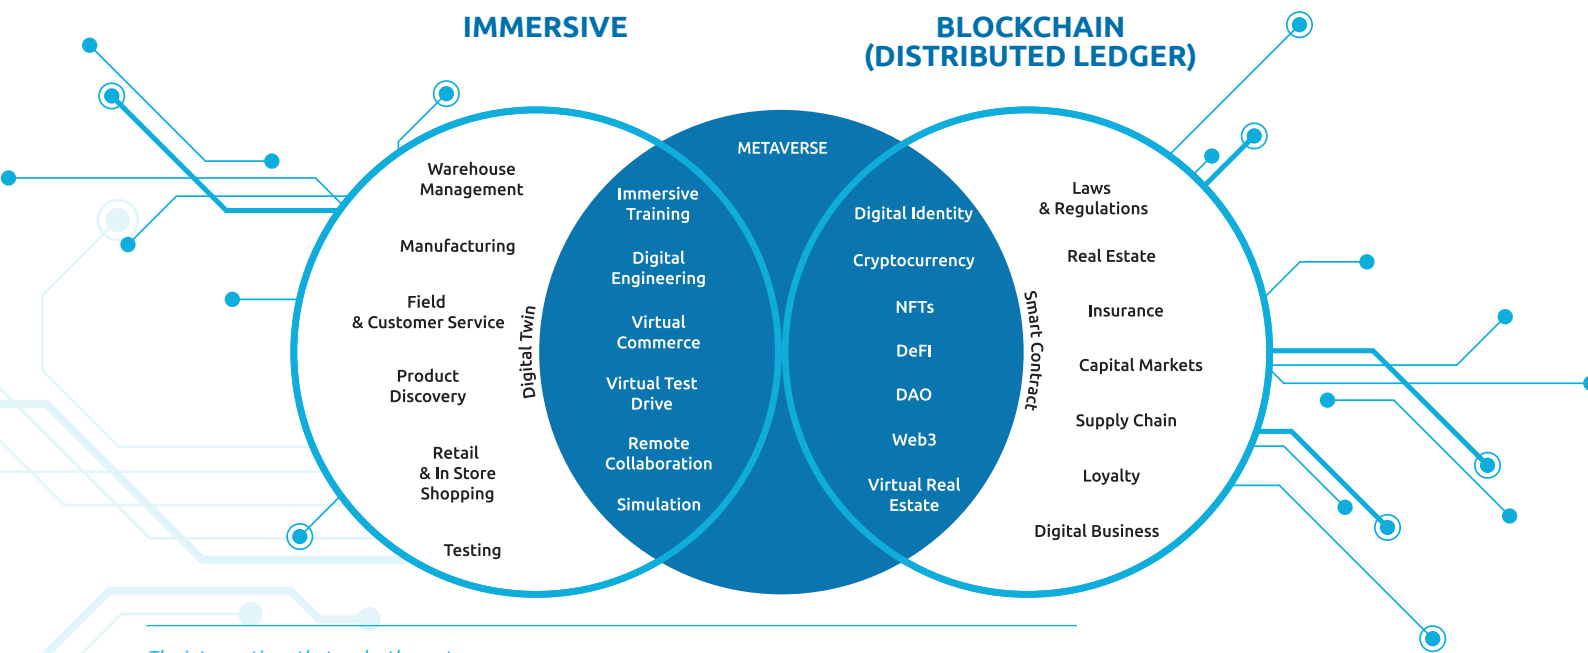 IMMERSIVE
BLOCKCHAIN
(DISTRIBUTED LEDGER)
METAVERSE
Warehouse
Management
Manufacturing
Field
& Customer Service
Product
Discovery
Retail
& In Store
Shopping
Testing
Digital Twin
Immersive
Training
Digital
Engineering
Virtual
Commerce
Virtual Test
Drive
Remote
Collaboration
Simulation
Digital Identity
Cryptocurrency
NFTs
DeFI
DAO
Web3
Virtual Real
Estate
Smart Contract
Laws
& Regulations
Real Estate
Insurance
Capital Markets
Supply Chain
Loyalty
Digital Business